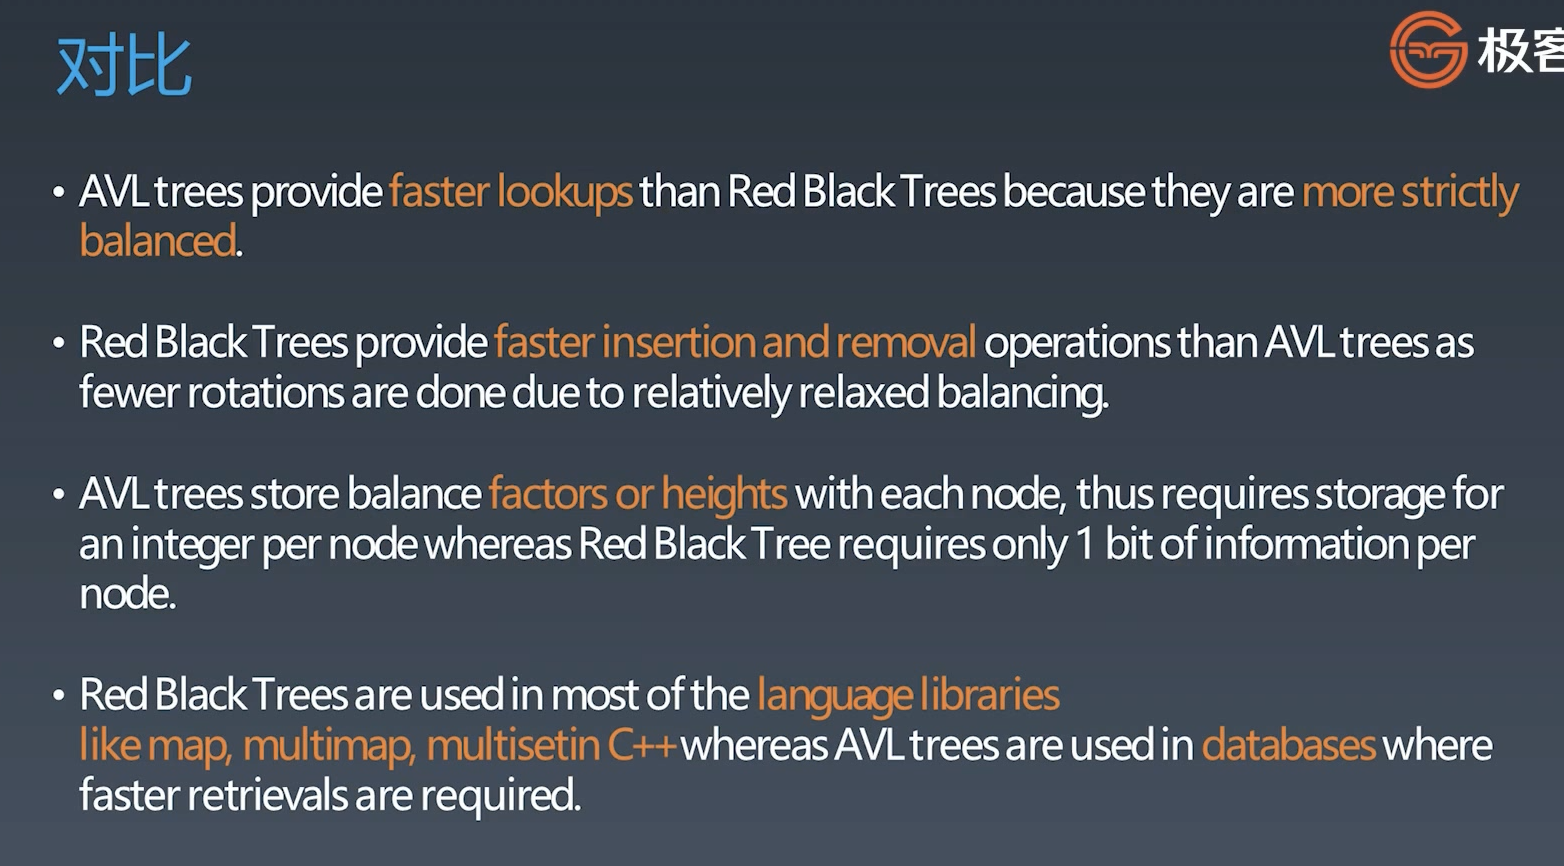 对比
极客
• AVL trees provide faster lookups than Red Black Trees because they are more strictly
balanced.
• Red Black Trees provide faster insertion and removal operations than AVL trees as
fewer rotations are done due to relatively relaxed balancing.
• AVL trees store balance factors or heights with each node, thus requires storage for
an integer per node whereas Red Black Tree requires only 1 bit of information per
node.
• Red Black Trees are used in most of the language libraries
like map, multimap, multisetin C++ whereas AVL trees are used in databases where
faster retrievals are required.